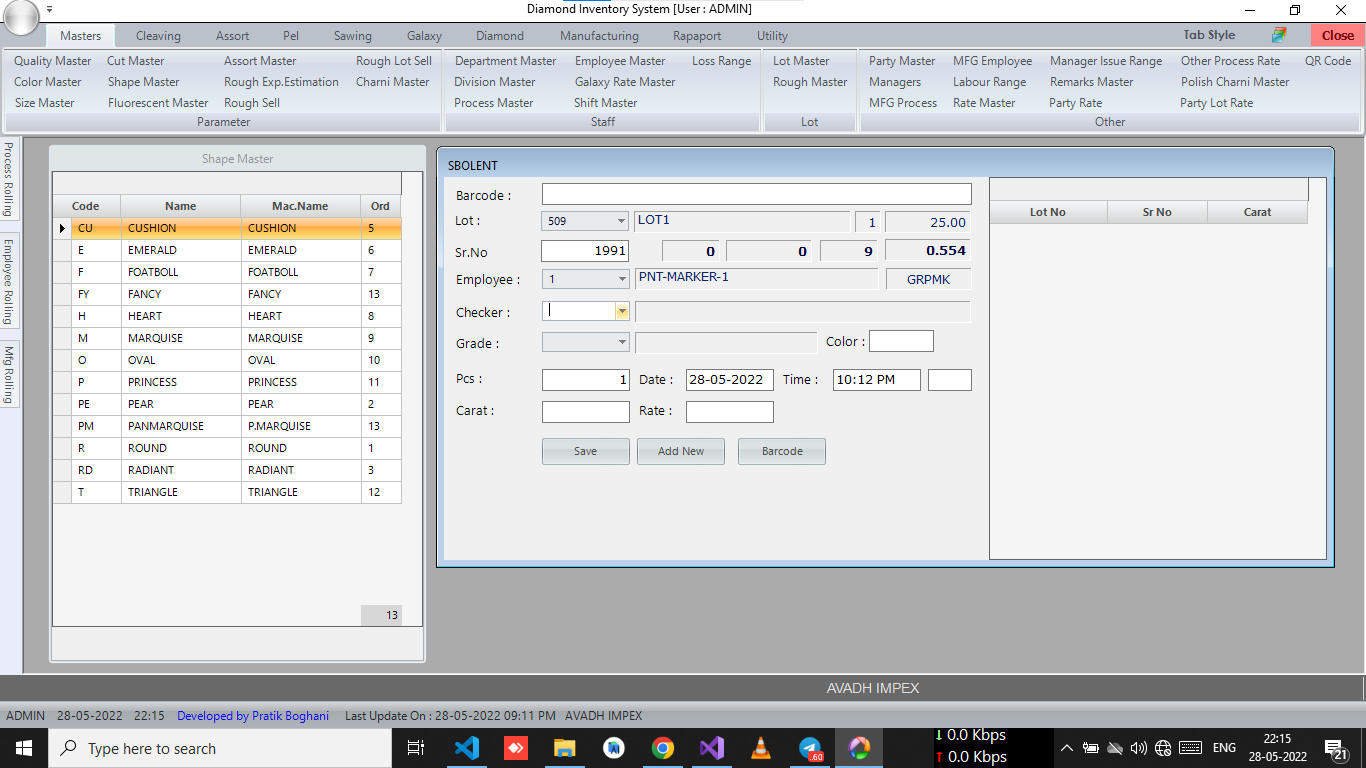 Diamond Inventory System [User : ADMIN]
Masters Cleaving Assort Pel Sawing Galaxy Diamond Manufacturing Rapaport Utility Tab Style Close
Quality Master Cut Master Assort Master Rough Lot Sell Department Master Employee Master Loss Range Lot Master Party Master MFG Employee Manager Issue Range Other Process Rate QR Code
Color Master Shape Master Rough Exp.Estimation Charni Master Division Master Galaxy Rate Master Rough Master Managers Labour Range Remarks Master Polish Charni Master
Size Master Fluorescent Master Rough Sell Process Master Shift Master MFG Process Rate Master Party Rate Party Lot Rate
Parameter Staff Lot Other
Process Rolling
Employee Rolling
Mfg Rolling
Shape Master
Code Name Mac.Name Ord
CU CUSHION CUSHION 5
E EMERALD EMERALD 6
F FOATBOLL FOATBOLL 7
FY FANCY FANCY 13
H HEART HEART 8
M MARQUISE MARQUISE 9
O OVAL OVAL 10
P PRINCESS PRINCESS 11
PE PEAR PEAR 2
PM PANMARQUISE P.MARQUISE 13
R ROUND ROUND 1
RD RADIANT RADIANT 3
T TRIANGLE TRIANGLE 12
13
SBOLENT
Barcode :
Lot : 509 LOT1 1 25.00
Sr.No 1991 0 0 9 0.554
Employee : 1 PNT-MARKER-1 GRPMK
Checker :
Grade : Color :
Pcs : 1 Date : 28-05-2022 Time : 10:12 PM
Carat : Rate :
Save Add New Barcode
Lot No Sr No Carat
AVADH IMPEX
ADMIN 28-05-2022 22:15 Developed by Pratik Boghani Last Update On : 28-05-2022 09:11 PM AVADH IMPEX
Type here to search
.60
↓ 0.0 Kbps
↑ 0.0 Kbps
ENG
22:15
28-05-2022
21